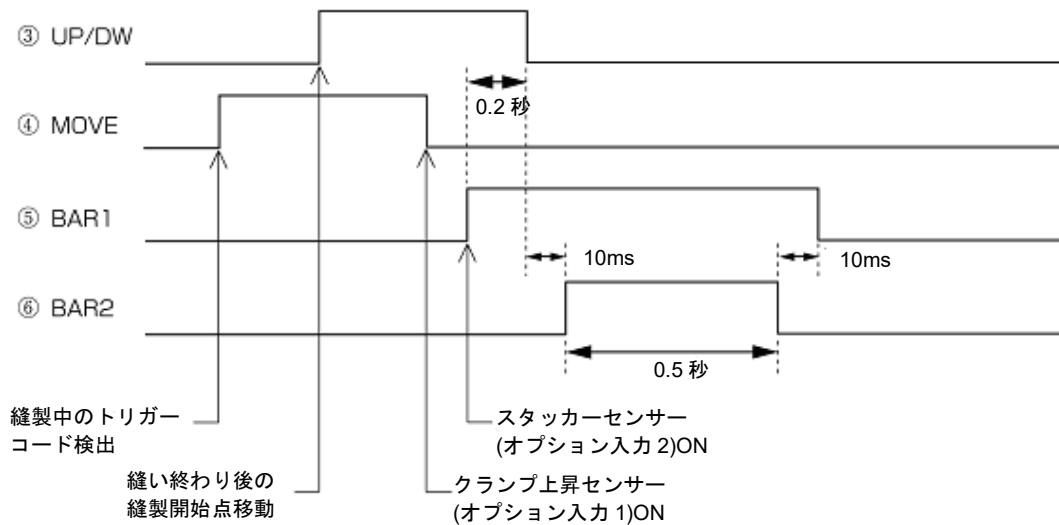 ③ UP/DW
0.2 秒
④ MOVE
⑤ BAR1
10ms
10ms
⑥ BAR2
0.5 秒
縫製中のトリガー
コード検出
スタッカーセンサー
(オプション入力 2)ON
縫い終わり後の
縫製開始点移動
クランプ上昇センサー
(オプション入力 1)ON